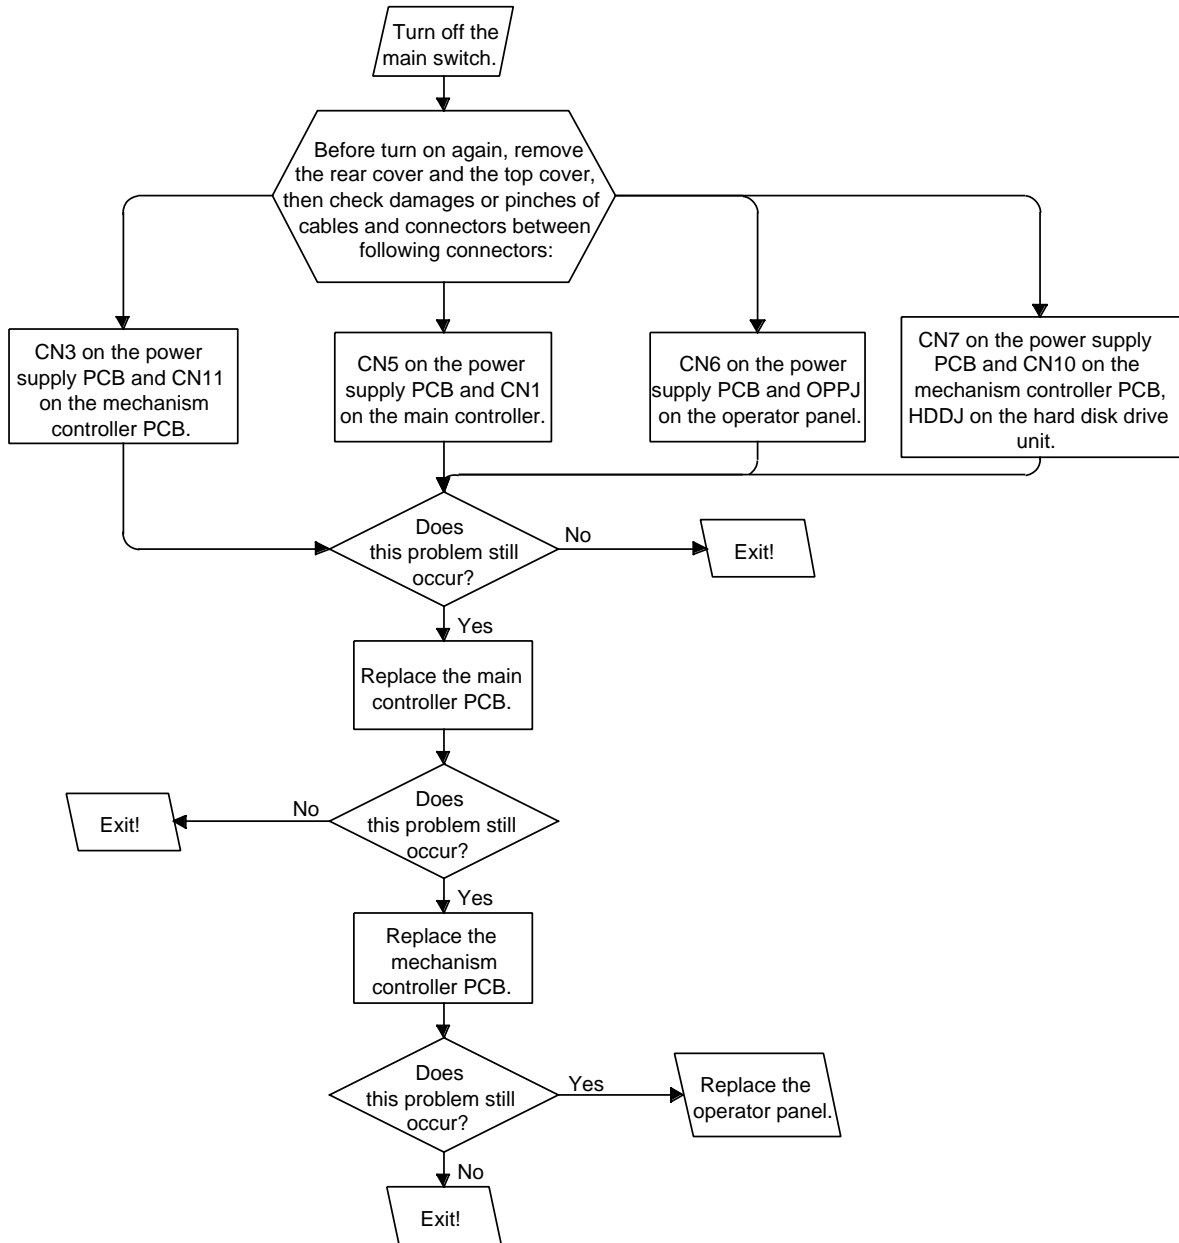 Turn off the
main switch.
Before turn on again, remove
the rear cover and the top cover,
then check damages or pinches of
cables and connectors between
following connectors:
CN3 on the power
supply PCB and CN11
on the mechanism
controller PCB.
CN5 on the power
supply PCB and CN1
on the main controller.
CN6 on the power
supply PCB and OPPJ
on the operator panel.
CN7 on the power supply
PCB and CN10 on the
mechanism controller PCB,
HDDJ on the hard disk drive
unit.
Does
this problem still
occur?
No
Exit!
Yes
Replace the main
controller PCB.
Does
this problem still
occur?
No
Exit!
Yes
Replace the
mechanism
controller PCB.
Does
this problem still
occur?
Yes
Replace the
operator panel.
No
Exit!